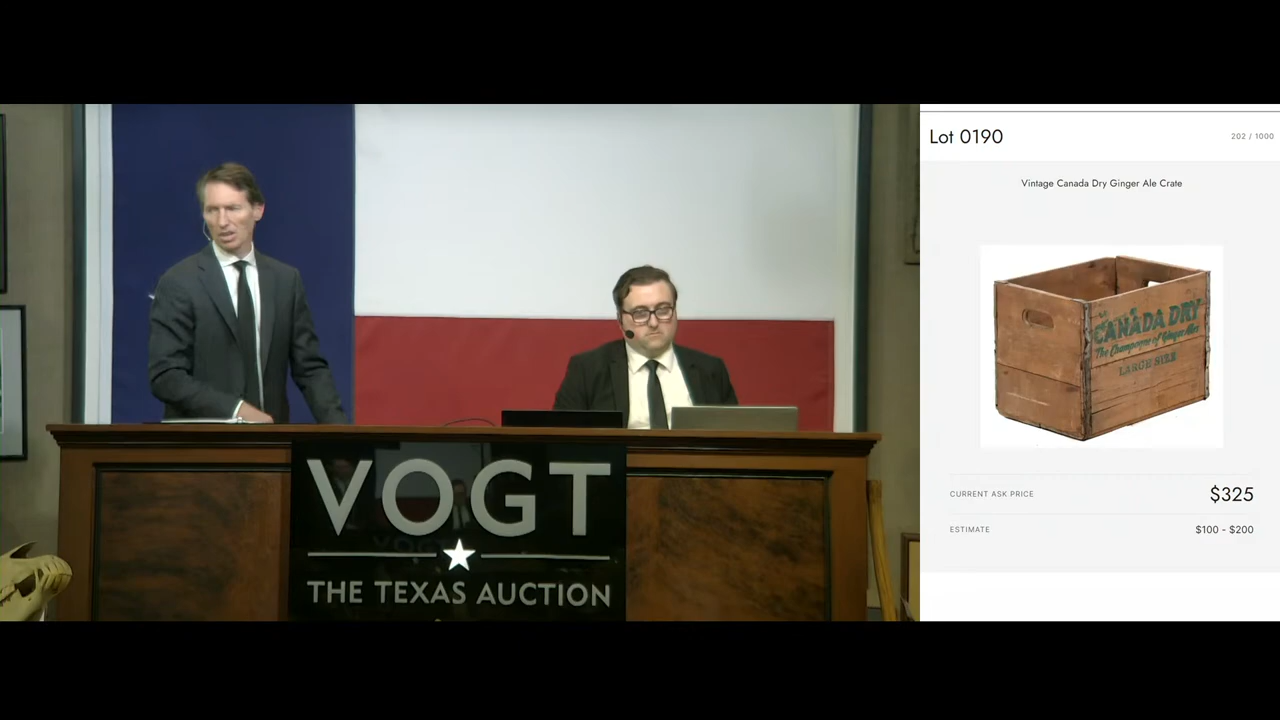 VOGT
THE TEXAS AUCTION
Lot 0190
202 / 1000
Vintage Canada Dry Ginger Ale Crate
CANADA DRY
The Champagne of Ginger Ales
LARGE SIZE
CURRENT ASK PRICE
$325
ESTIMATE
$100 - $200